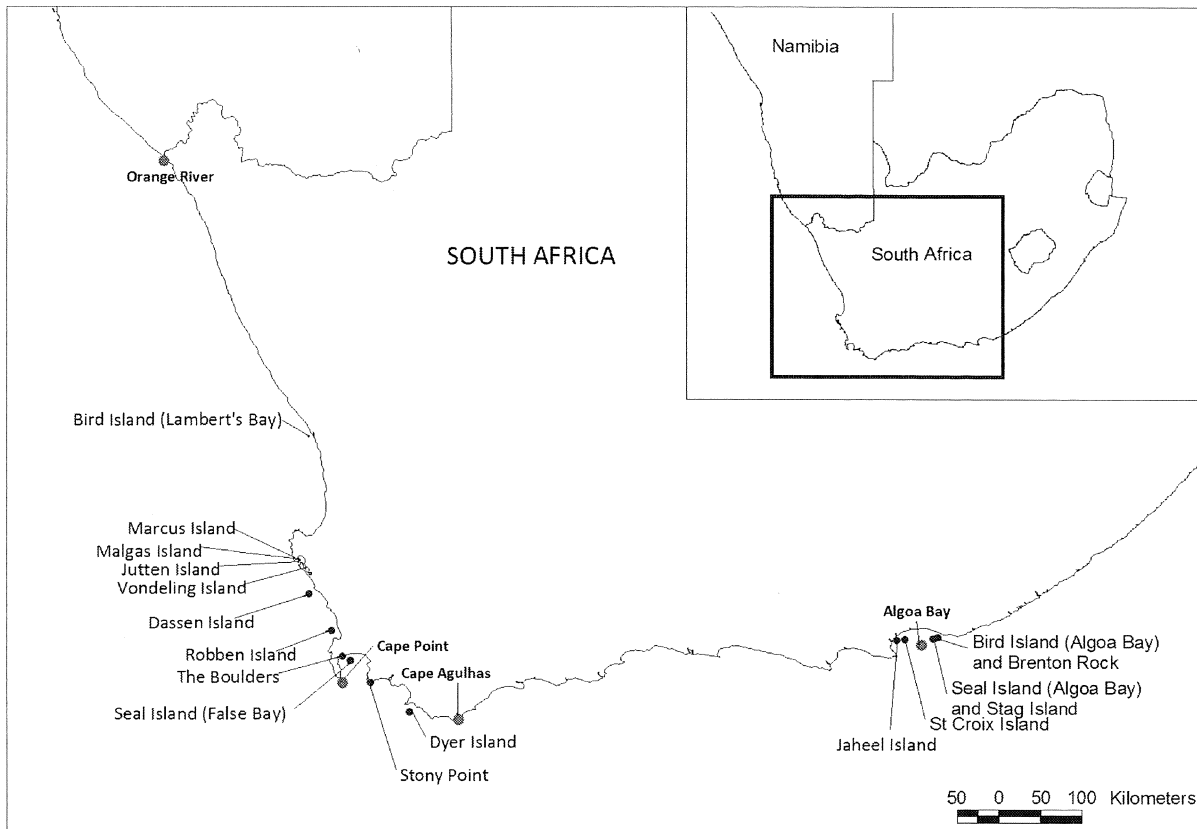 Namibia
Orange River
SOUTH AFRICA
South Africa
Bird Island (Lambert's Bay)
Marcus Island
Malgas Island
Jutten Island
Vondeling Island
Dassen Island
Robben Island
The Boulders
Seal Island (False Bay)
Cape Point
Cape Agulhas
Dyer Island
Stony Point
Algoa Bay
Bird Island (Algoa Bay)
and Brenton Rock
Seal Island (Algoa Bay)
and Stag Island
St Croix Island
Jaheel Island
50 0 50 100 Kilometers